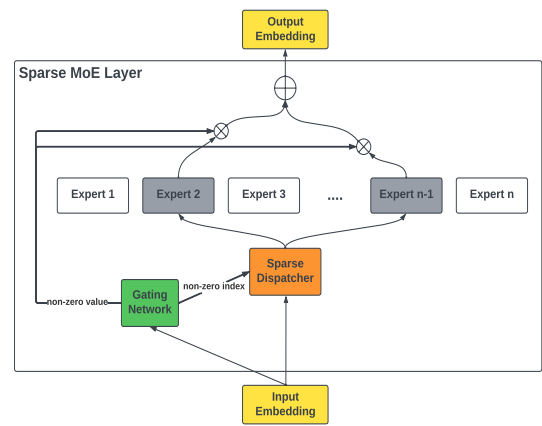 Output
Embedding
Sparse MoE Layer
Expert 1
Expert 2
Expert 3
....
Expert n-1
Expert n
Sparse
Dispatcher
non-zero index
Gating
Network
non-zero value
Input
Embedding